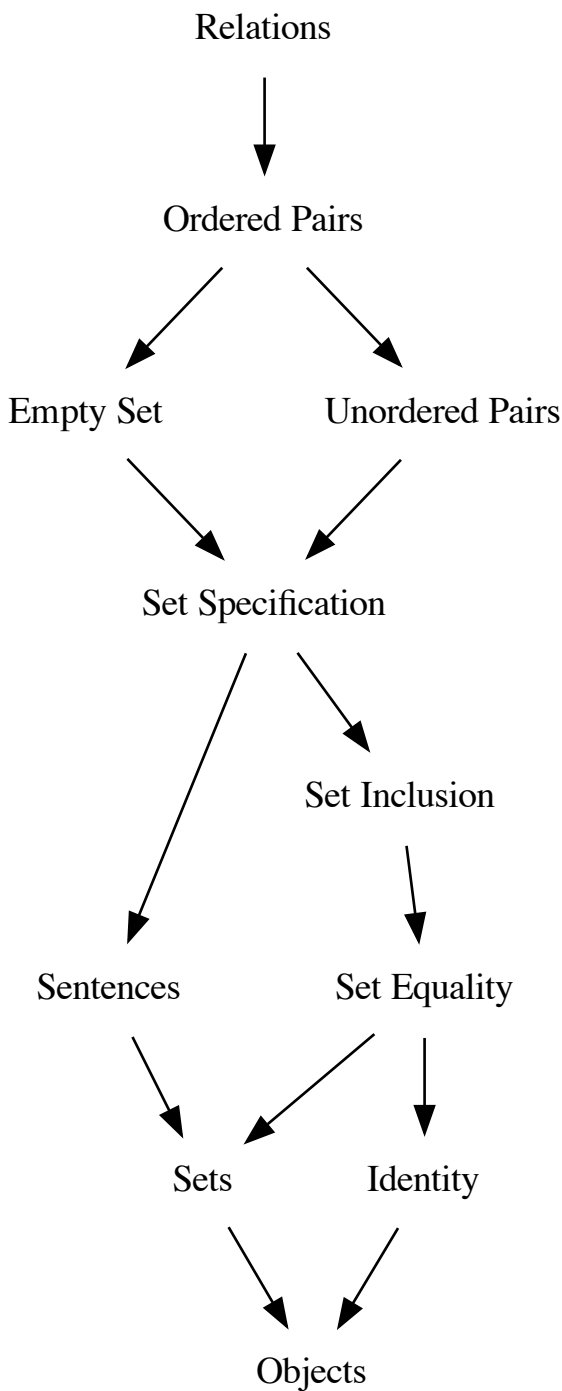 Relations
Ordered Pairs
Empty Set
Unordered Pairs
Set Specification
Set Inclusion
Sentences
Set Equality
Sets
Identity
Objects